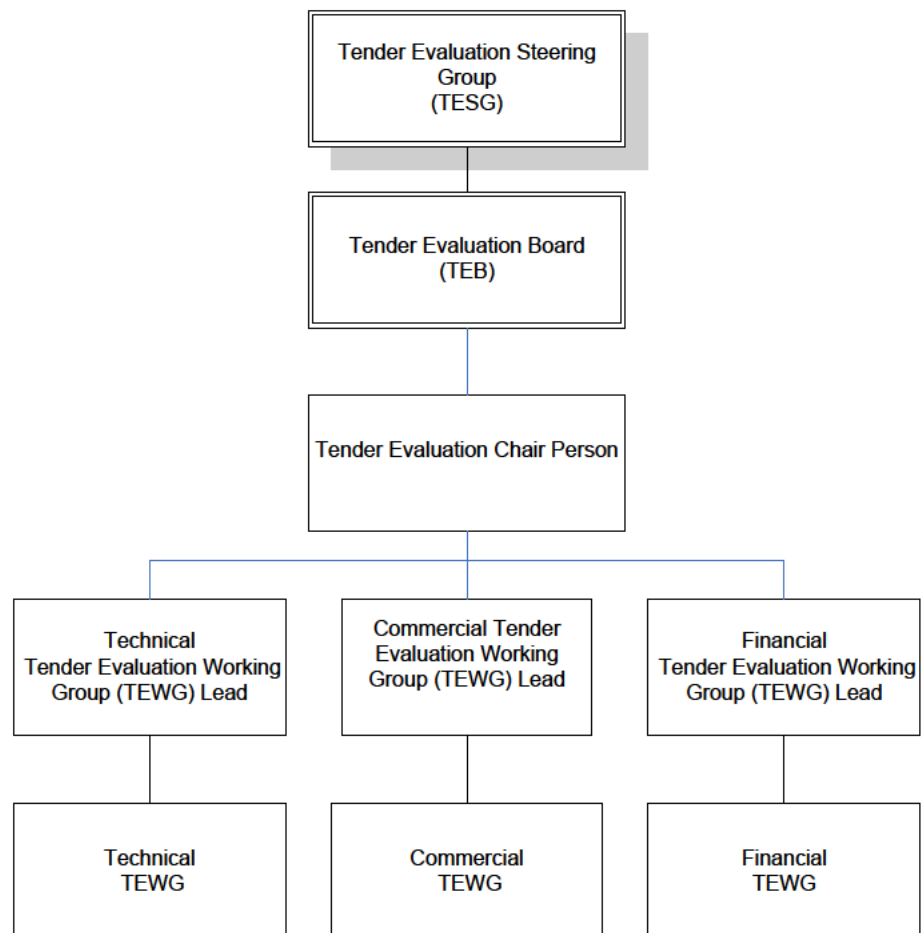 Tender Evaluation Steering
Group
(TESG)
Tender Evaluation Board
(TEB)
Tender Evaluation Chair Person
Technical
Tender Evaluation Working
Group (TEWG) Lead
Commercial Tender
Evaluation Working
Group (TEWG) Lead
Financial
Tender Evaluation Working
Group (TEWG) Lead
Technical
TEWG
Commercial
TEWG
Financial
TEWG